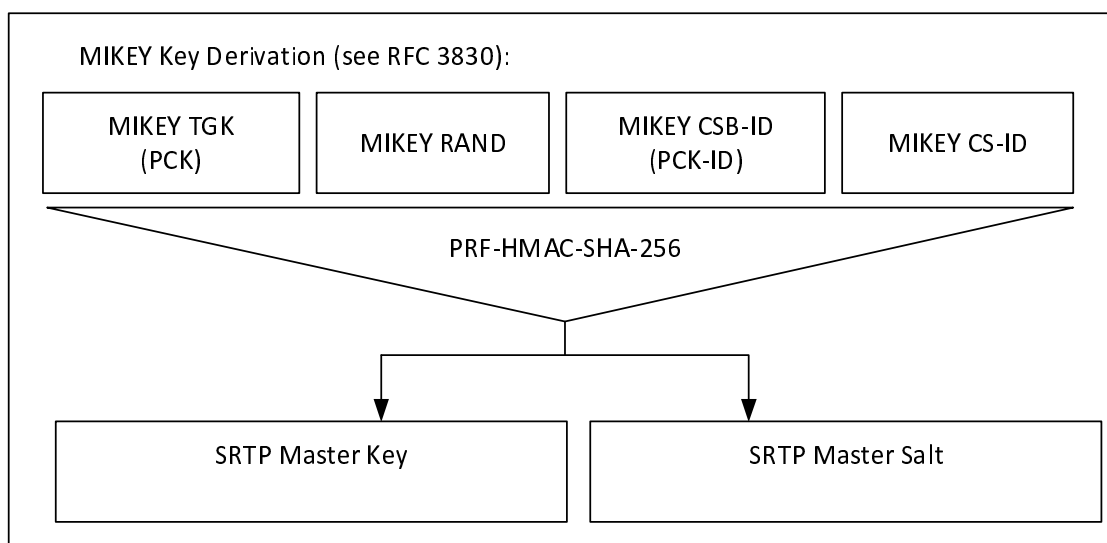 MIKEY Key Derivation (see RFC 3830):
MIKEY TGK
(PCK)
MIKEY RAND
MIKEY CSB-ID
(PCK-ID)
MIKEY CS-ID
PRF-HMAC-SHA-256
SRTP Master Key
SRTP Master Salt